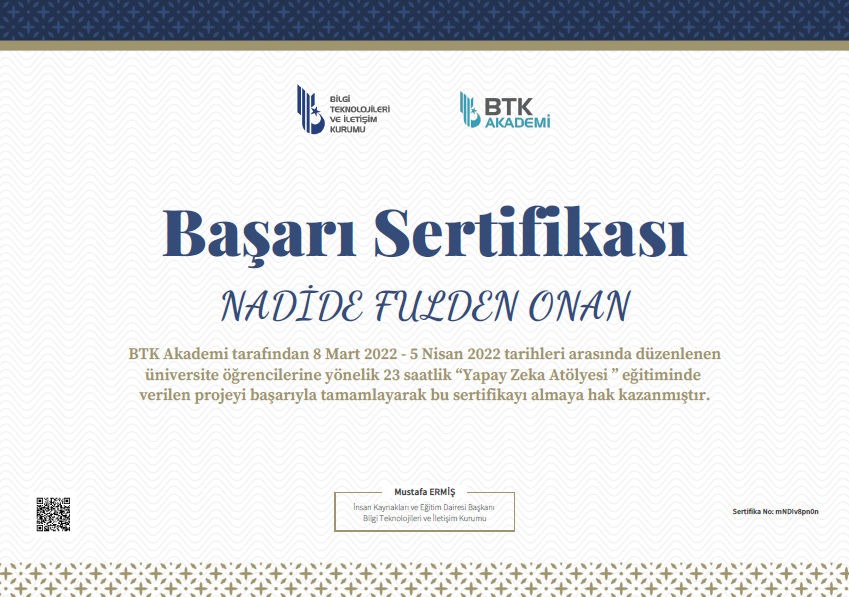 BİLGİ
TEKNOLOJİLERİ
VE İLETİŞİM
KURUMU
BTK
AKADEMİ
Başarı Sertifikası
NADİDE FULDEN ONAN
BTK Akademi tarafından 8 Mart 2022 - 5 Nisan 2022 tarihleri arasında düzenlenen
üniversite öğrencilerine yönelik 23 saatlik “Yapay Zeka Atölyesi ” eğitiminde
verilen projeyi başarıyla tamamlayarak bu sertifikayı almaya hak kazanmıştır.
Mustafa ERMİŞ
İnsan Kaynakları ve Eğitim Dairesi Başkanı
Bilgi Teknolojileri ve İletişim Kurumu
Sertifika No: mNDIv8pn0n